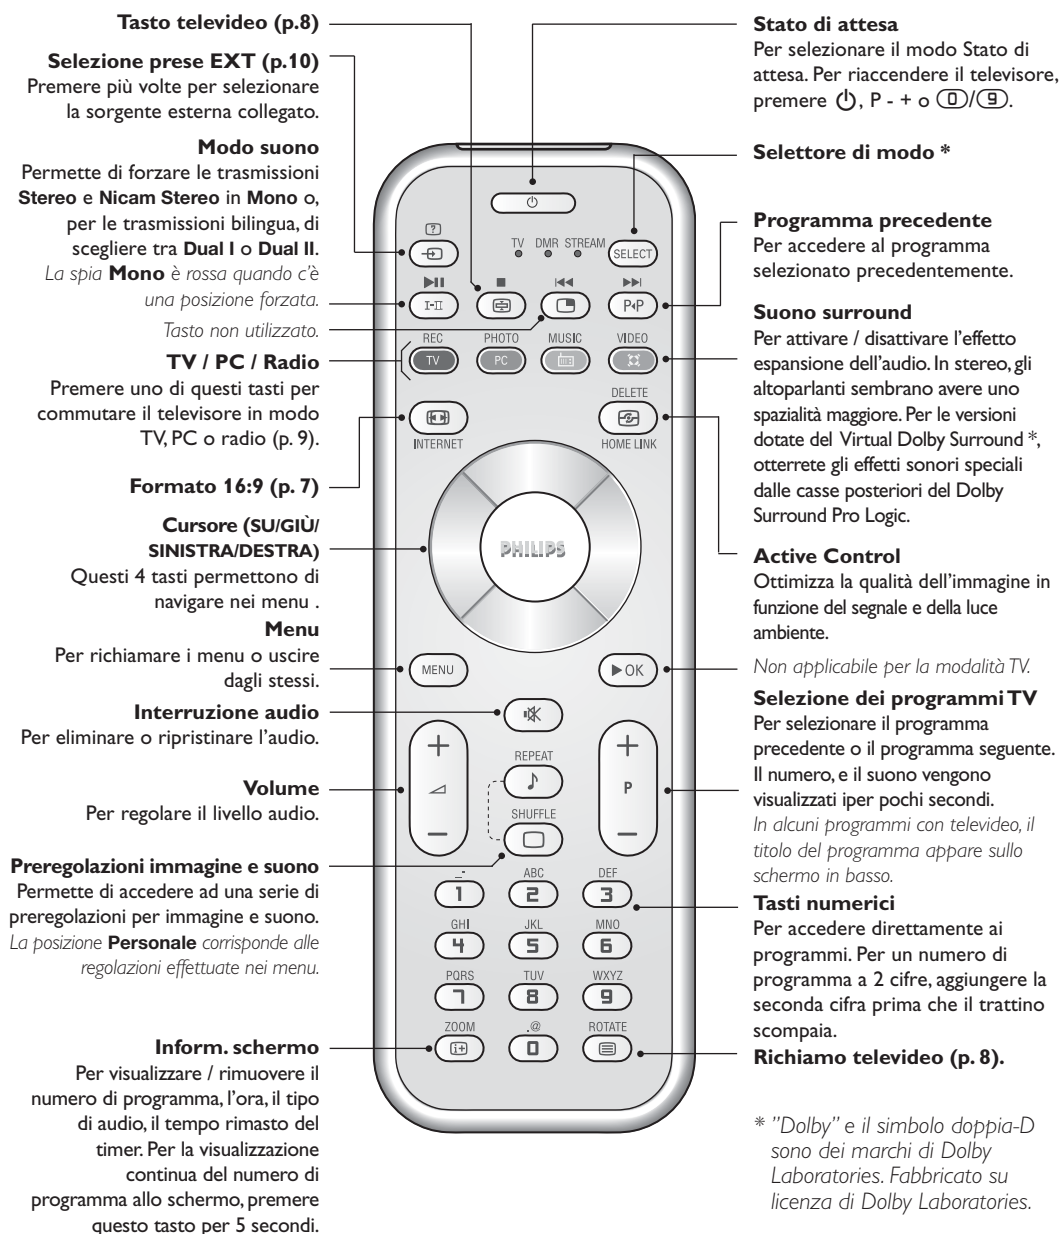 Tasto televideo (p.8)
Selezione prese EXT (p.10)
Premere più volte per selezionare
la sorgente esterna collegato.
Modo suono
Permette di forzare le trasmissioni
Stereo e Nicam Stereo in Mono o,
per le trasmissioni bilingua, di
scegliere tra Dual I o Dual II.
La spia Mono è rossa quando c'è
una posizione forzata.
Tasto non utilizzato.
TV / PC / Radio
Premere uno di questi tasti per
commutare il televisore in modo
TV, PC o radio (p. 9).
Formato 16:9 (p. 7)
Cursore (SU/GIÙ/
SINISTRA/DESTRA)
Questi 4 tasti permettono di
navigare nei menu .
Menu
Per richiamare i menu o uscire
dagli stessi.
Interruzione audio
Per eliminare o ripristinare l'audio.
Volume
Per regolare il livello audio.
Preregolazioni immagine e suono
Permette di accedere ad una serie di
preregolazioni per immagine e suono.
La posizione Personale corrisponde alle
regolazioni effettuate nei menu.
Inform. schermo
Per visualizzare / rimuovere il
numero di programma, l'ora, il tipo
di audio, il tempo rimasto del
timer. Per la visualizzazione
continua del numero di
programma allo schermo, premere
questo tasto per 5 secondi.
?
TV DMR STREAM
SELECT
I-II
P P
REC PHOTO MUSIC VIDEO
TV PC
DELETE
INTERNET HOME LINK
PHILIPS
MENU
OK
+ +
REPEAT
P
SHUFFLE
− −
_- ABC DEF
1 2 3
GHI JKL MNO
4 5 6
PQRS TUV WXYZ
7 8 9
ZOOM .@ ROTATE
i+ 0
Stato di attesa
Per selezionare il modo Stato di
attesa. Per riaccendere il televisore,
premere ⏻, P - + o 0/9.
Selettore di modo *
Programma precedente
Per accedere al programma
selezionato precedentemente.
Suono surround
Per attivare / disattivare l'effetto
espansione dell'audio. In stereo, gli
altoparlanti sembrano avere uno
spazialità maggiore. Per le versioni
dotate del Virtual Dolby Surround *,
otterrete gli effetti sonori speciali
dalle casse posteriori del Dolby
Surround Pro Logic.
Active Control
Ottimizza la qualità dell'immagine in
funzione del segnale e della luce
ambiente.
Non applicabile per la modalità TV.
Selezione dei programmi TV
Per selezionare il programma
precedente o il programma seguente.
Il numero, e il suono vengono
visualizzati iper pochi secondi.
In alcuni programmi con televideo, il
titolo del programma appare sullo
schermo in basso.
Tasti numerici
Per accedere direttamente ai
programmi. Per un numero di
programma a 2 cifre, aggiungere la
seconda cifra prima che il trattino
scompaia.
Richiamo televideo (p. 8).
* "Dolby" e il simbolo doppia-D
sono dei marchi di Dolby
Laboratories. Fabbricato su
licenza di Dolby Laboratories.